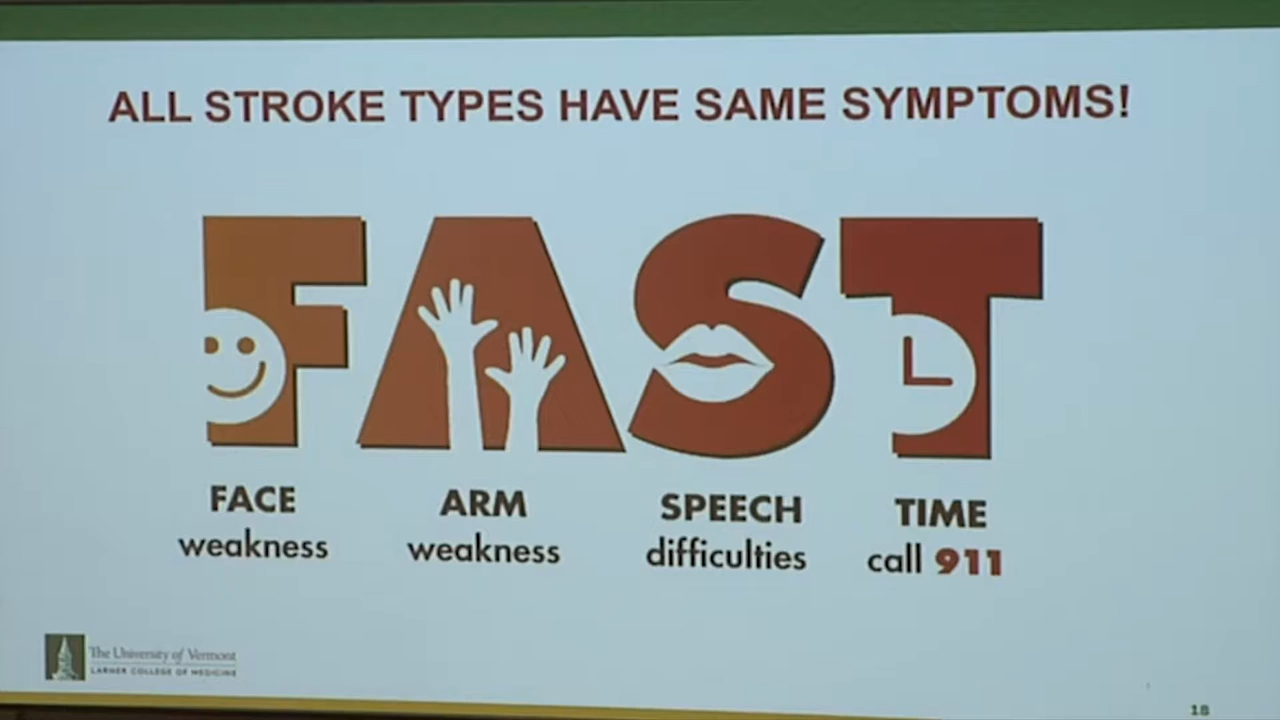 ALL STROKE TYPES HAVE SAME SYMPTOMS!
FAST
FACE
weakness
ARM
weakness
SPEECH
difficulties
TIME
call 911
The University of Vermont
LARNER COLLEGE OF MEDICINE
18